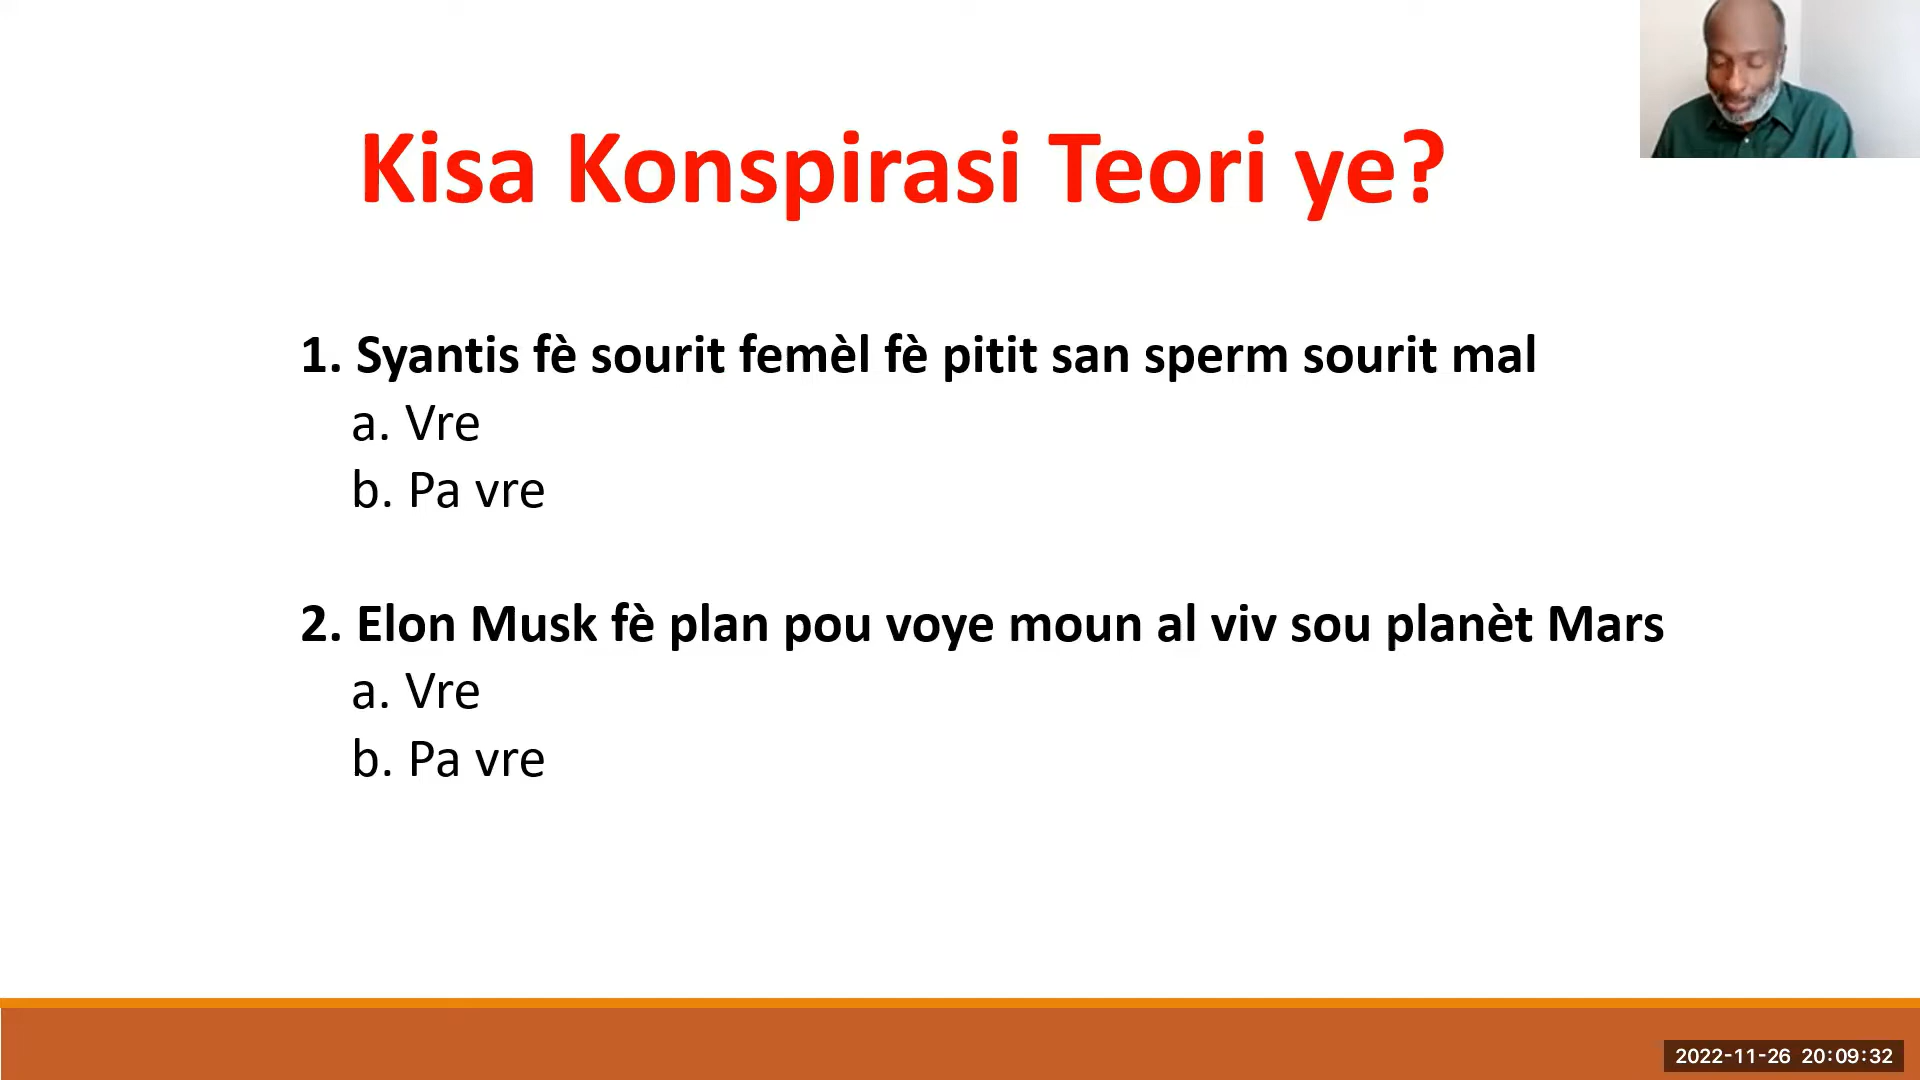 Kisa Konspirasi Teori ye?
1. Syantis fè sourit femèl fè pitit san sperm sourit mal
a. Vre
b. Pa vre
2. Elon Musk fè plan pou voye moun al viv sou planèt Mars
a. Vre
b. Pa vre
2022-11-26 20:09:32